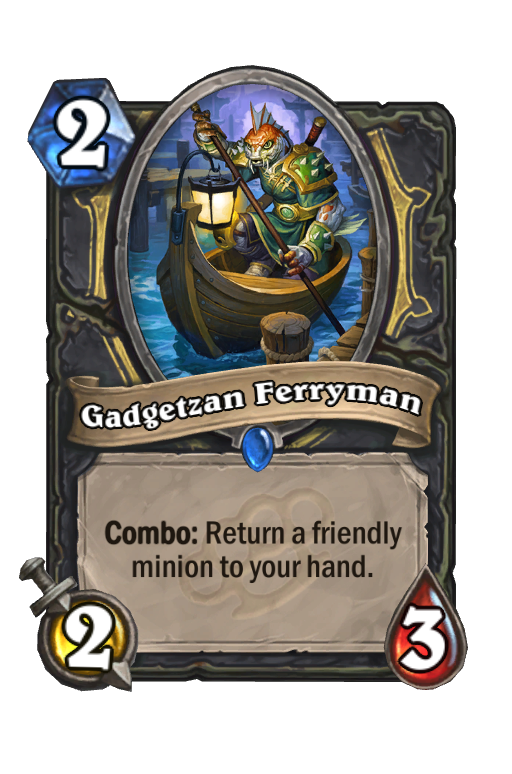 2
Gadgetzan Ferryman
Combo: Return a friendly
minion to your hand.
2
3